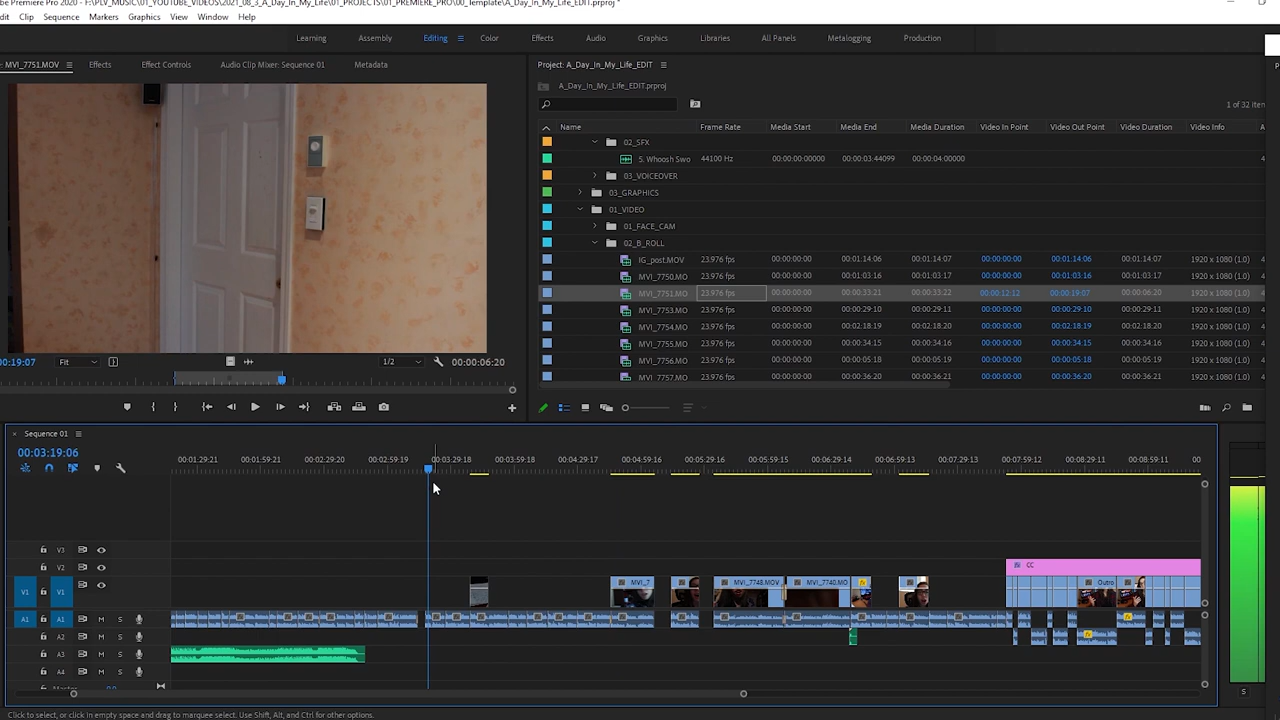 be Premiere Pro 2020 - F:\PLV_MUSIC\01_YOUTUBE_VIDEOS\2021_08_3_A_Day_In_My_Life\01_PROJECTS\01_PREMIERE_PRO\00_Template\A_Day_In_My_Life_EDIT.prproj *
dit Clip Sequence Markers Graphics View Window Help
Learning Assembly Editing Color Effects Audio Graphics Libraries All Panels Metalogging Production
MVI_7751.MOV Effects Effect Controls Audio Clip Mixer: Sequence 01 Metadata
Project: A_Day_In_My_Life_EDIT
A_Day_In_My_Life_EDIT.prproj
1 of 32 item
Name Frame Rate Media Start Media End Media Duration Video In Point Video Out Point Video Duration Video Info
02_SFX
5. Whoosh Swo 44100 Hz 00:00:00:00000 00:00:03.44099 00:00:04.00000
03_VOICEOVER
03_GRAPHICS
01_VIDEO
01_FACE_CAM
02_B_ROLL
IG_post.MOV 23.976 fps 00:00:00:00 00:01:14:06 00:01:14:07 00:00:00:00 00:01:14:06 00:01:14:07 1920 x 1080 (1.0)
MVI_7750.MO 23.976 fps 00:00:00:00 00:01:03:16 00:01:03:17 00:00:00:00 00:01:03:16 00:01:03:17 1920 x 1080 (1.0)
MVI_7751.MO 23.976 fps 00:00:00:00 00:00:33:21 00:00:33:22 00:00:12:12 00:00:19:07 00:00:06:20 1920 x 1080 (1.0)
MVI_7753.MO 23.976 fps 00:00:00:00 00:00:29:10 00:00:29:11 00:00:00:00 00:00:29:10 00:00:29:11 1920 x 1080 (1.0)
MVI_7754.MO 23.976 fps 00:00:00:00 00:02:18:19 00:02:18:20 00:00:00:00 00:02:18:19 00:02:18:20 1920 x 1080 (1.0)
MVI_7755.MO 23.976 fps 00:00:00:00 00:00:34:15 00:00:34:16 00:00:00:00 00:00:34:15 00:00:34:16 1920 x 1080 (1.0)
MVI_7756.MO 23.976 fps 00:00:00:00 00:00:05:18 00:00:05:19 00:00:00:00 00:00:05:18 00:00:05:19 1920 x 1080 (1.0)
MVI_7757.MO 23.976 fps 00:00:00:00 00:00:36:20 00:00:36:21 00:00:00:00 00:00:36:20 00:00:36:21 1920 x 1080 (1.0)
00:19:07 Fit 1/2 00:00:06:20
Sequence 01
00:03:19:06
00:01:29:21 00:01:59:21 00:02:29:20 00:02:59:19 00:03:29:18 00:03:59:18 00:04:29:17 00:04:59:16 00:05:29:16 00:05:59:15 00:06:29:14 00:06:59:13 00:07:29:13 00:07:59:12 00:08:29:11 00:08:59:11 00
V3
V2 CC
V1 V1 MVI_7 MVI_7748.MOV MVI_7740.MOV Outro
A1 A1 M S
A2 M S
A3 M S
A4 M S
Master 0.0
S
Click to select, or click in empty space and drag to marquee select. Use Shift, Alt, and Ctrl for other options.